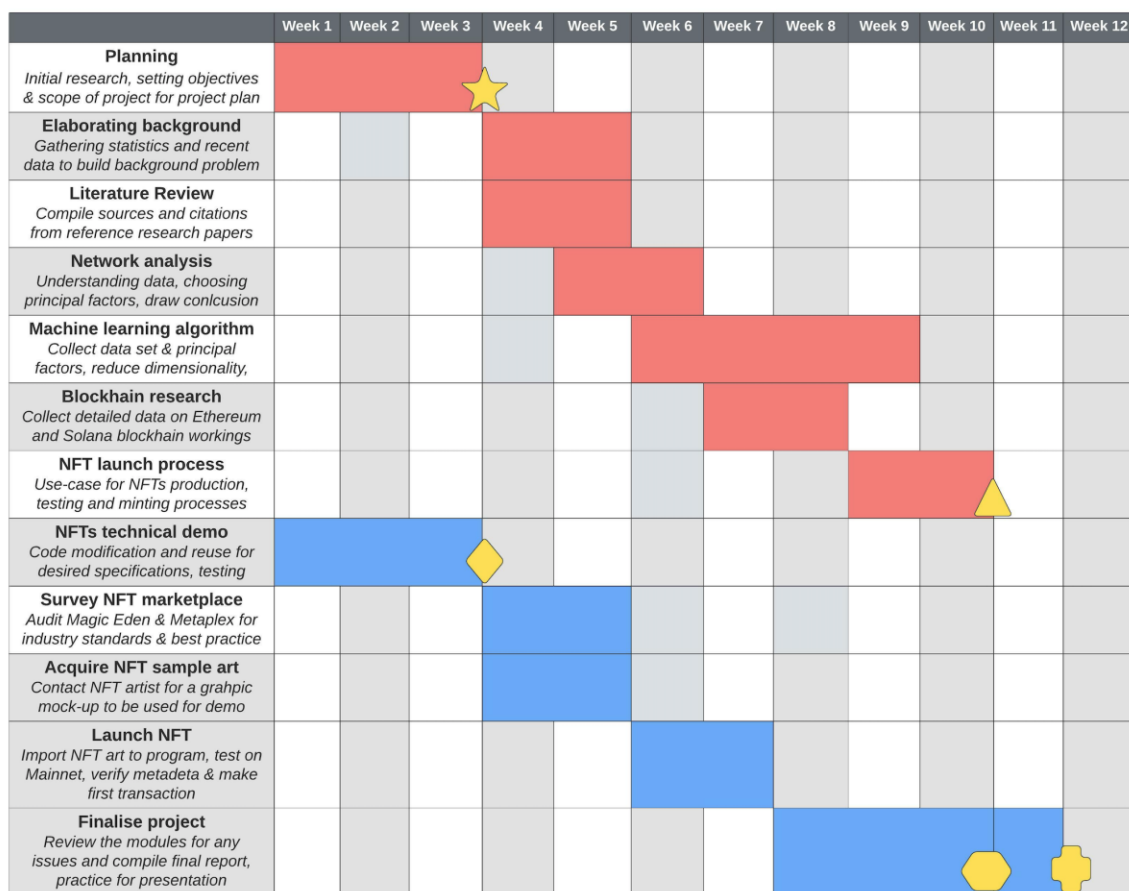 Week 1 Week 2 Week 3 Week 4 Week 5 Week 6 Week 7 Week 8 Week 9 Week 10 Week 11 Week 12
Planning
Initial research, setting objectives
& scope of project for project plan
Elaborating background
Gathering statistics and recent
data to build background problem
Literature Review
Compile sources and citations
from reference research papers
Network analysis
Understanding data, choosing
principal factors, draw conlcusion
Machine learning algorithm
Collect data set & principal
factors, reduce dimensionality,
Blockhain research
Collect detailed data on Ethereum
and Solana blockhain workings
NFT launch process
Use-case for NFTs production,
testing and minting processes
NFTs technical demo
Code modification and reuse for
desired specifications, testing
Survey NFT marketplace
Audit Magic Eden & Metaplex for
industry standards & best practice
Acquire NFT sample art
Contact NFT artist for a grahpic
mock-up to be used for demo
Launch NFT
Import NFT art to program, test on
Mainnet, verify metadeta & make
first transaction
Finalise project
Review the modules for any
issues and compile final report,
practice for presentation